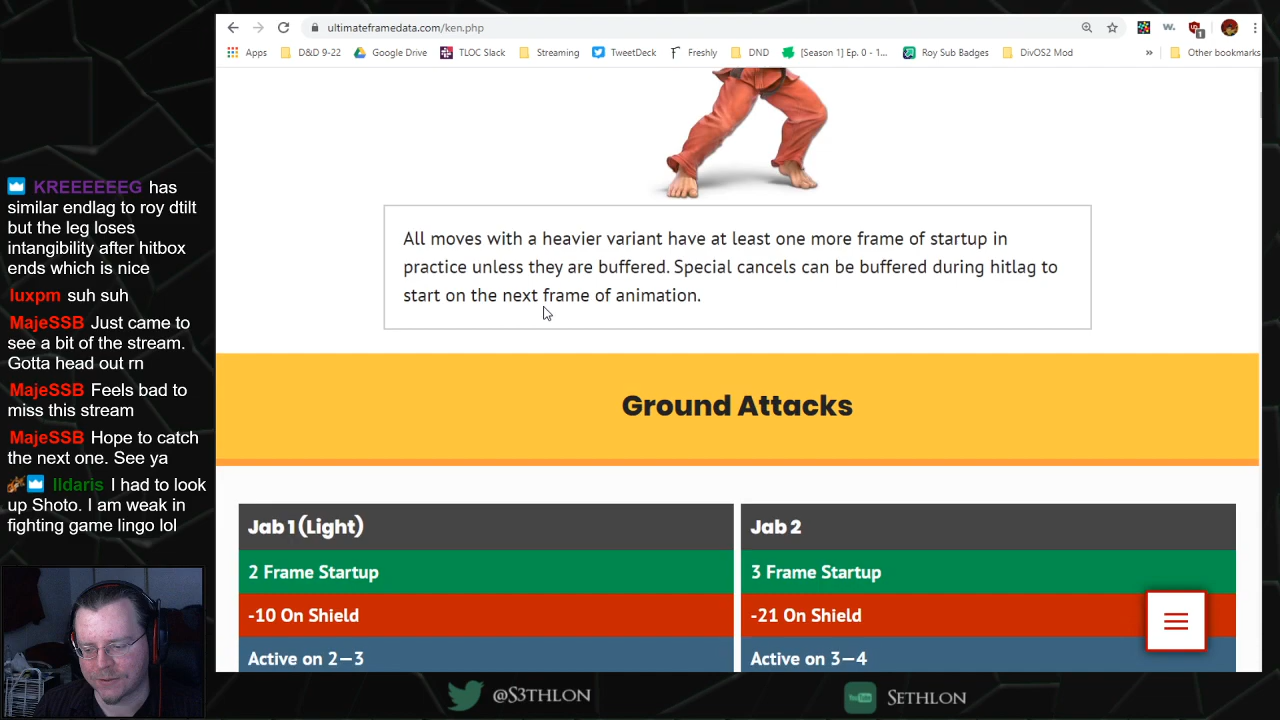 ultimateframedata.com/ken.php
Apps D&D 9-22 Google Drive TLOC Slack Streaming TweetDeck Freshly DND [Season 1] Ep. 0 - 1... Roy Sub Badges DivOS2 Mod » Other bookmarks
KREEEEEEG has
similar endlag to roy dtilt
but the leg loses
intangibility after hitbox
ends which is nice
luxpm suh suh
MajeSSB Just came to
see a bit of the stream.
Gotta head out rn
MajeSSB Feels bad to
miss this stream
MajeSSB Hope to catch
the next one. See ya
All moves with a heavier variant have at least one more frame of startup in
practice unless they are buffered. Special cancels can be buffered during hitlag to
start on the next frame of animation.
Ground Attacks
I had to look
up Shoto. I am weak in
fighting game lingo lol
Jab 1 (Light)
2 Frame Startup
-10 On Shield
Active on 2—3
Jab 2
3 Frame Startup
-21 On Shield
Active on 3—4
@S3THLON
SETHLON